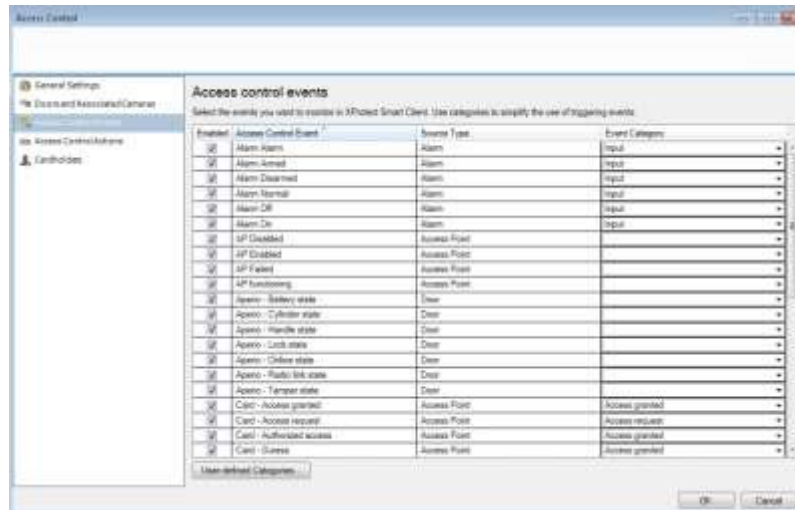 Access Control
General Settings
Doors and Associated Cameras
Access Control Actions
Cardholders
Access control events
Select the events you want to monitor in XProtect Smart Client. Use categories to simplify the use of triggering events.
Enabled Access Control Event Source Type Event Category
Alarm Alarm Alarm Input
Alarm Armed Alarm Input
Alarm Disarmed Alarm Input
Alarm Normal Alarm Input
Alarm Off Alarm Input
Alarm On Alarm Input
AP Disabled Access Point
AP Enabled Access Point
AP Failed Access Point
AP functioning Access Point
Aperio - Battery state Door
Aperio - Cylinder state Door
Aperio - Handle state Door
Aperio - Lock state Door
Aperio - Online state Door
Aperio - Radio link state Door
Aperio - Tamper state Door
Card - Access granted Access Point Access granted
Card - Access request Access Point Access request
Card - Authorized access Access Point Access granted
Card - Duress Access Point Access granted
User-defined Categories...
OK Cancel